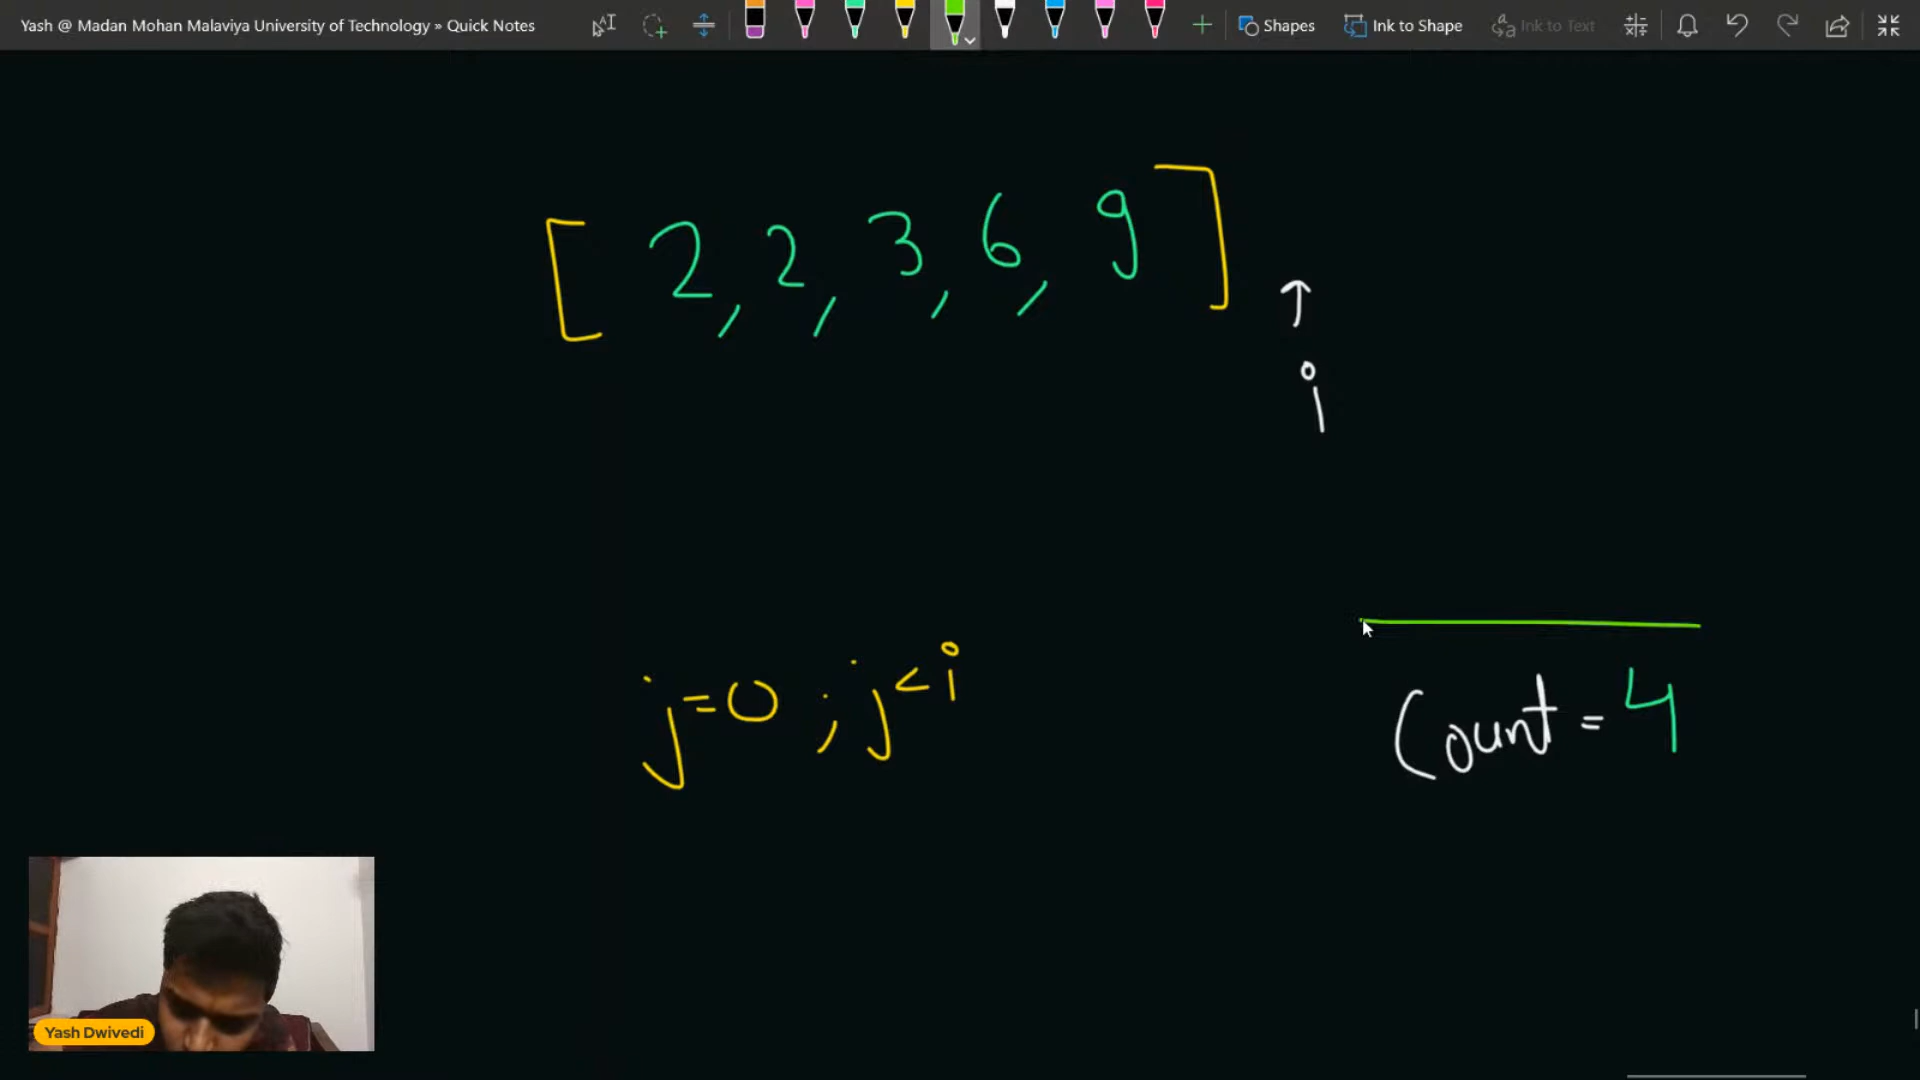 Yash @ Madan Mohan Malaviya University of Technology » Quick Notes
Shapes
Ink to Shape
Ink to Text
[ 2, 2, 3, 6, 9 ]
↑
i
j=0 ; j<i
Count = 4
Yash Dwivedi